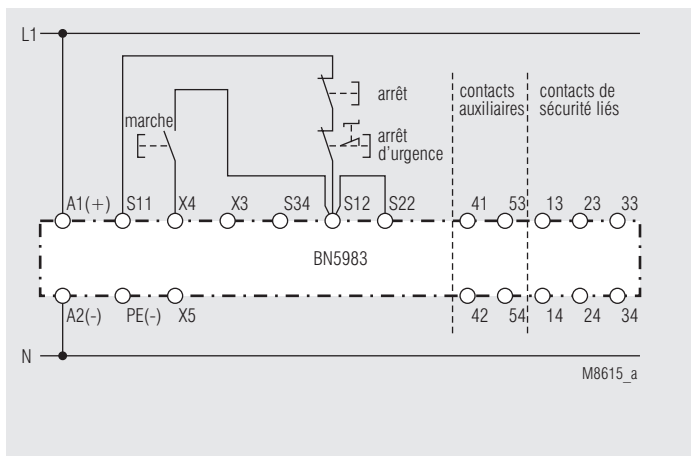 L1
arrêt
contacts auxiliaires
contacts de sécurité liés
marche
arrêt d'urgence
A1(+) S11 X4 X3 S34 S12 S22 41 53 13 23 33
BN5983
A2(-) PE(-) X5 42 54 14 24 34
N
M8615_a